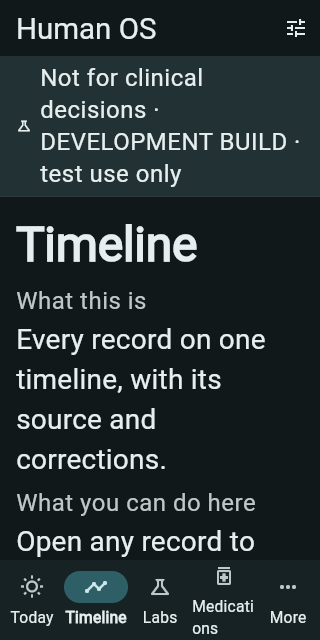 Human OS
Not for clinical
decisions ·
DEVELOPMENT BUILD ·
test use only
Timeline
What this is
Every record on one
timeline, with its
source and
corrections.
What you can do here
Open any record to
Today
Timeline
Labs
Medicati
ons
More